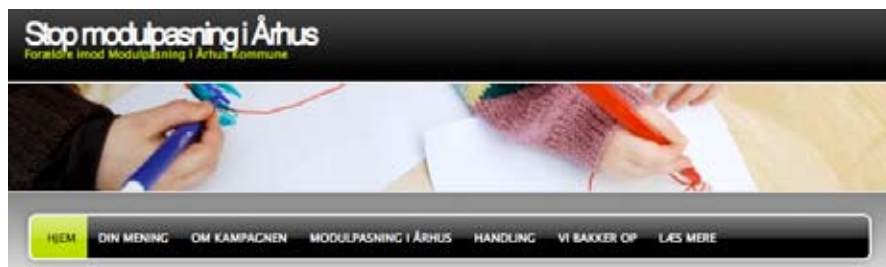 Stop modulpasning i Århus
Forældre imod Modulpasning i Århus Kommune
HJEM DIN MENING OM KAMPAGNEN MODULPASNING I ÅRHUS HANDLING VI BAKKER OP LÆS MERE